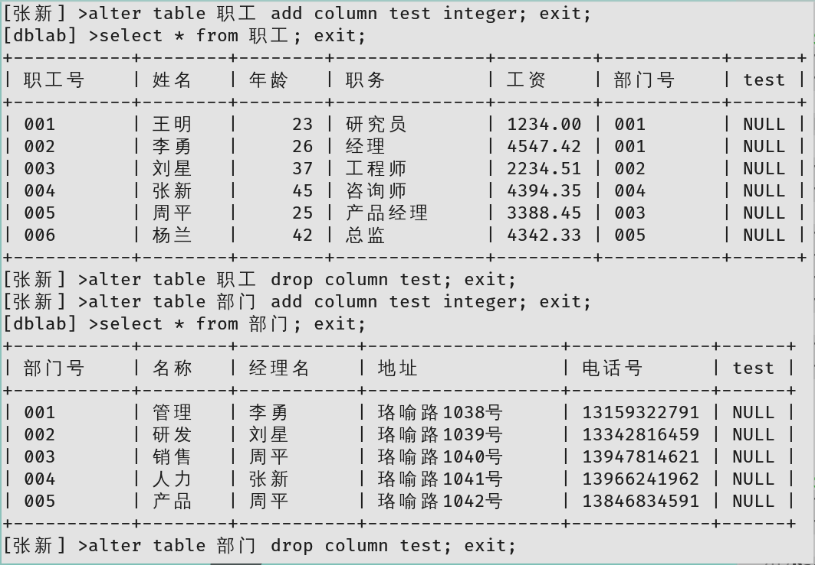 [张新] >alter table 职工 add column test integer; exit;
[dblab] >select * from 职工; exit;
+-----------+--------+--------+--------------+---------+-----------+------+
| 职工号 | 姓名 | 年龄 | 职务 | 工资 | 部门号 | test |
+-----------+--------+--------+--------------+---------+-----------+------+
| 001 | 王明 | 23 | 研究员 | 1234.00 | 001 | NULL |
| 002 | 李勇 | 26 | 经理 | 4547.42 | 001 | NULL |
| 003 | 刘星 | 37 | 工程师 | 2234.51 | 002 | NULL |
| 004 | 张新 | 45 | 咨询师 | 4394.35 | 004 | NULL |
| 005 | 周平 | 25 | 产品经理 | 3388.45 | 003 | NULL |
| 006 | 杨兰 | 42 | 总监 | 4342.33 | 005 | NULL |
+-----------+--------+--------+--------------+---------+-----------+------+
[张新] >alter table 职工 drop column test; exit;
[张新] >alter table 部门 add column test integer; exit;
[dblab] >select * from 部门; exit;
+-----------+--------+-----------+------------------+-------------+------+
| 部门号 | 名称 | 经理名 | 地址 | 电话号 | test |
+-----------+--------+-----------+------------------+-------------+------+
| 001 | 管理 | 李勇 | 珞喻路1038号 | 13159322791 | NULL |
| 002 | 研发 | 刘星 | 珞喻路1039号 | 13342816459 | NULL |
| 003 | 销售 | 周平 | 珞喻路1040号 | 13947814621 | NULL |
| 004 | 人力 | 张新 | 珞喻路1041号 | 13966241962 | NULL |
| 005 | 产品 | 周平 | 珞喻路1042号 | 13846834591 | NULL |
+-----------+--------+-----------+------------------+-------------+------+
[张新] >alter table 部门 drop column test; exit;